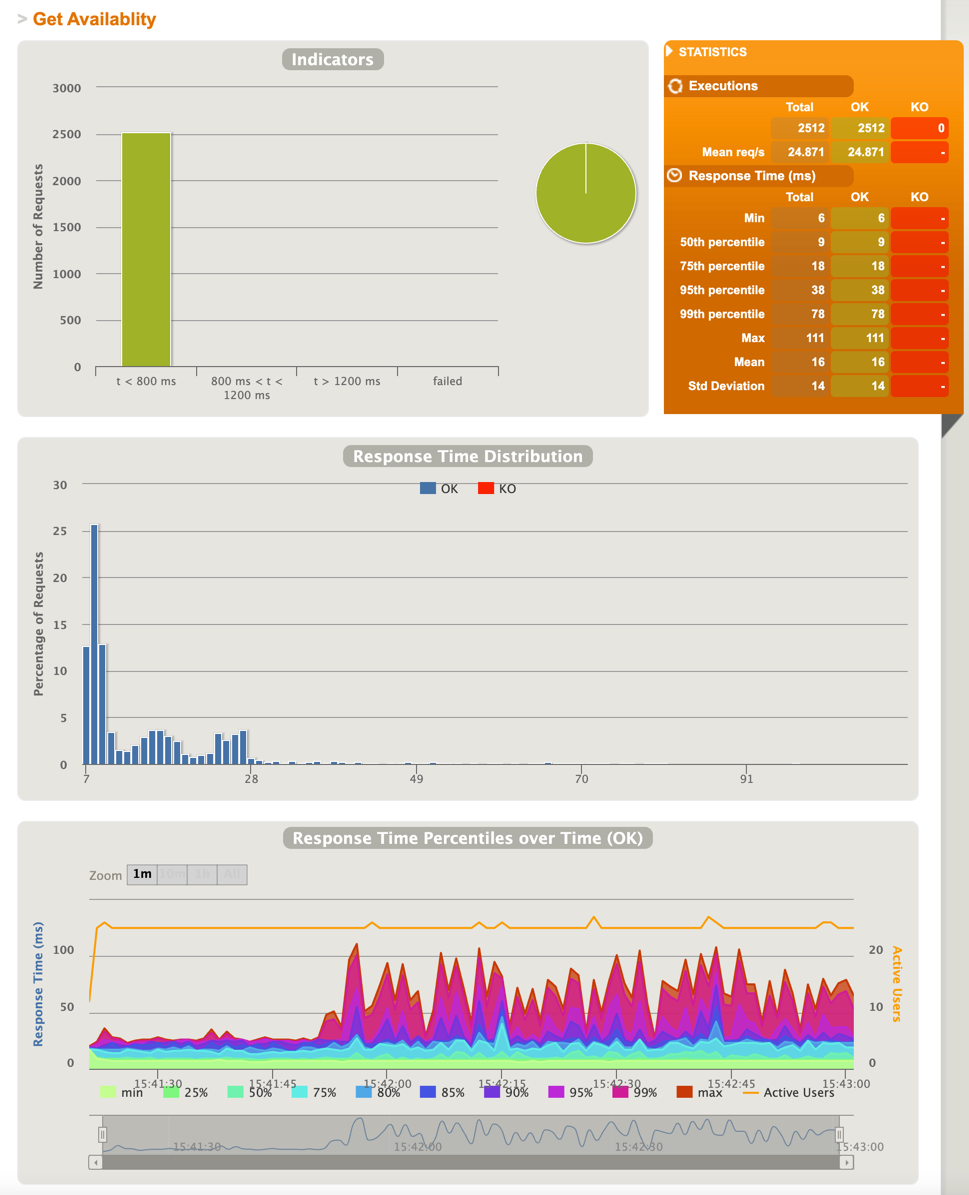 > Get Availablity
Indicators
Number of Requests
3000
2500
2000
1500
1000
500
0
t < 800 ms
800 ms < t <
1200 ms
t > 1200 ms
failed
STATISTICS
Executions
Total OK KO
2512 2512 0
Mean req/s 24.871 24.871 -
Response Time (ms)
Total OK KO
Min 6 6 -
50th percentile 9 9 -
75th percentile 18 18 -
95th percentile 38 38 -
99th percentile 78 78 -
Max 111 111 -
Mean 16 16 -
Std Deviation 14 14 -
Response Time Distribution
OK KO
Percentage of Requests
30
25
20
15
10
5
0
7 28 49 70 91
Response Time Percentiles over Time (OK)
Zoom 1m 10m 1h All
Response Time (ms)
100
50
0
20
10
0
Active Users
15:41:30 15:41:45 15:42:00 15:42:15 15:42:30 15:42:45 15:43:00
min 25% 50% 75% 80% 85% 90% 95% 99% max Active Users
15:41:30 15:42:00 15:42:30 15:43:00